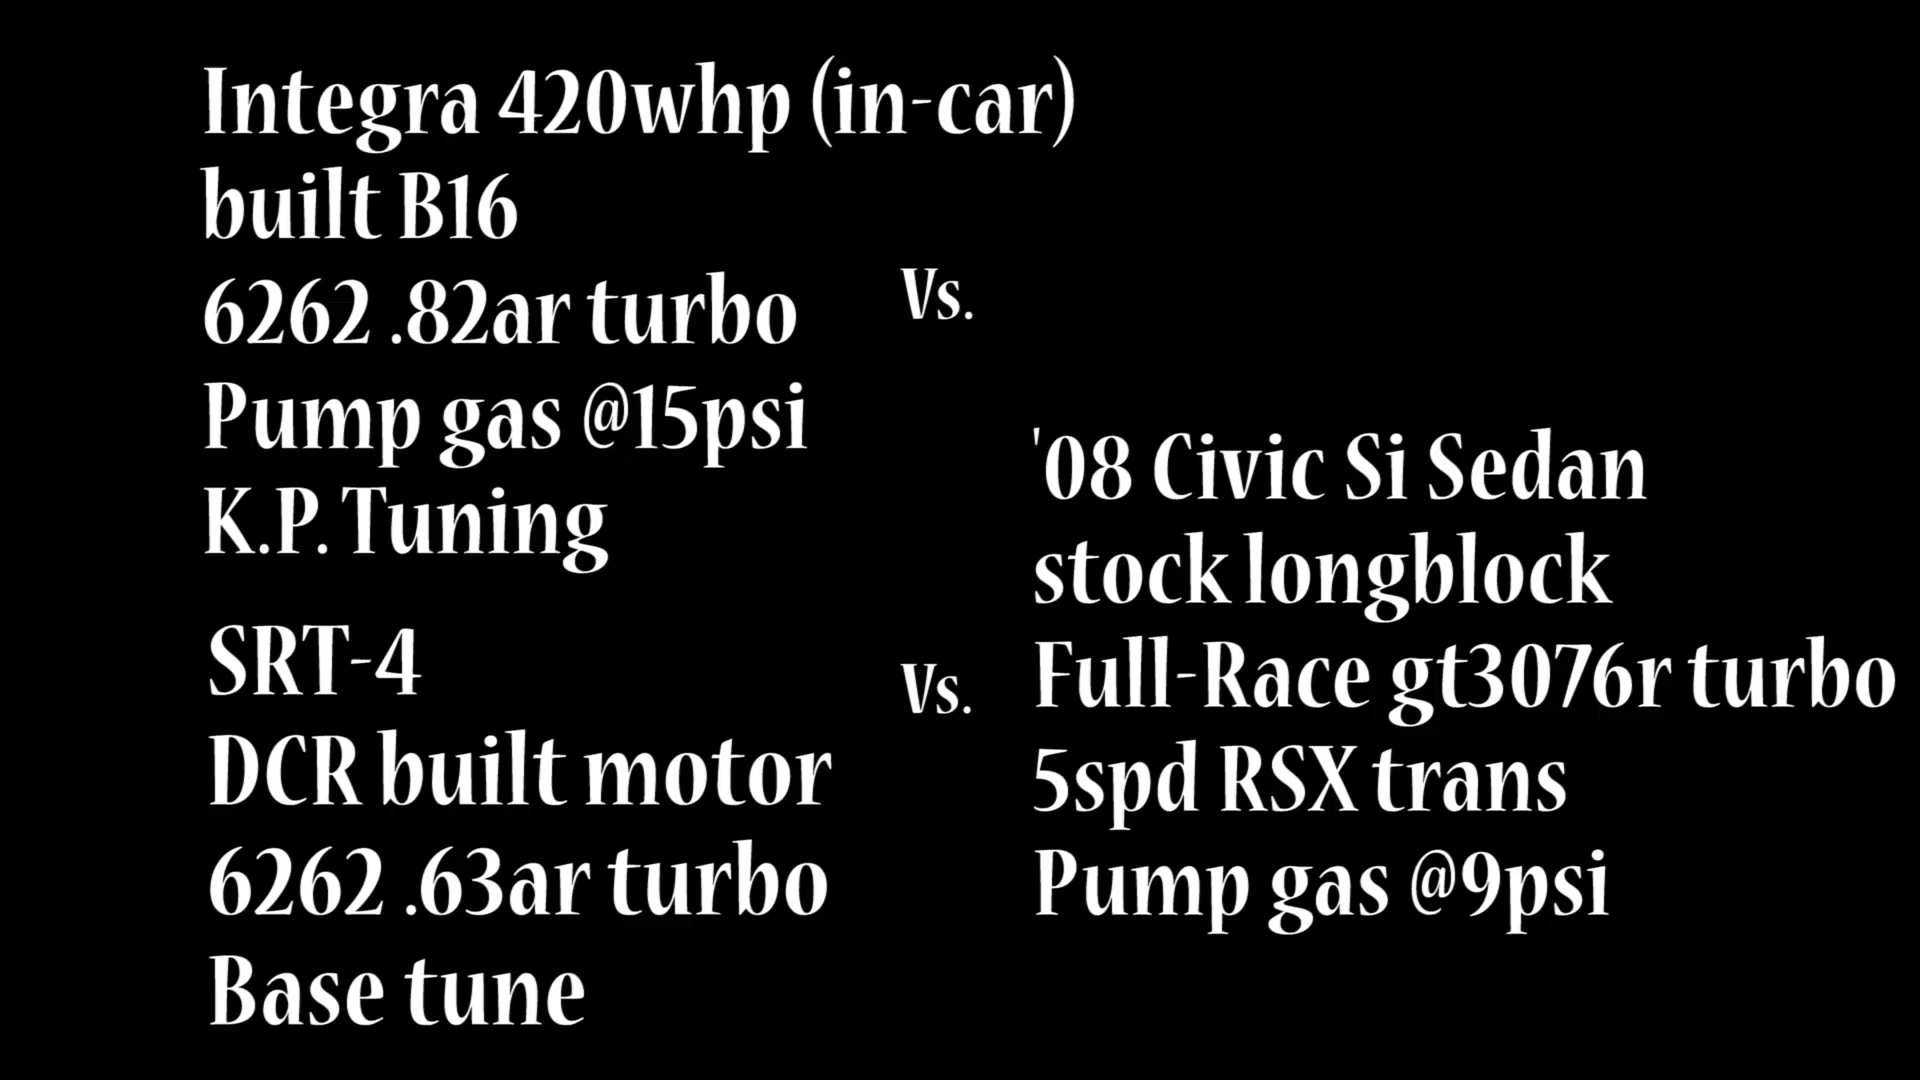 Integra 420whp (in-car)
built B16
6262 .82ar turbo
Pump gas @15psi
K.P. Tuning
Vs.
SRT-4
DCR built motor
6262 .63ar turbo
Base tune
Vs.
'08 Civic Si Sedan
stock longblock
Full-Race gt3076r turbo
5spd RSX trans
Pump gas @9psi